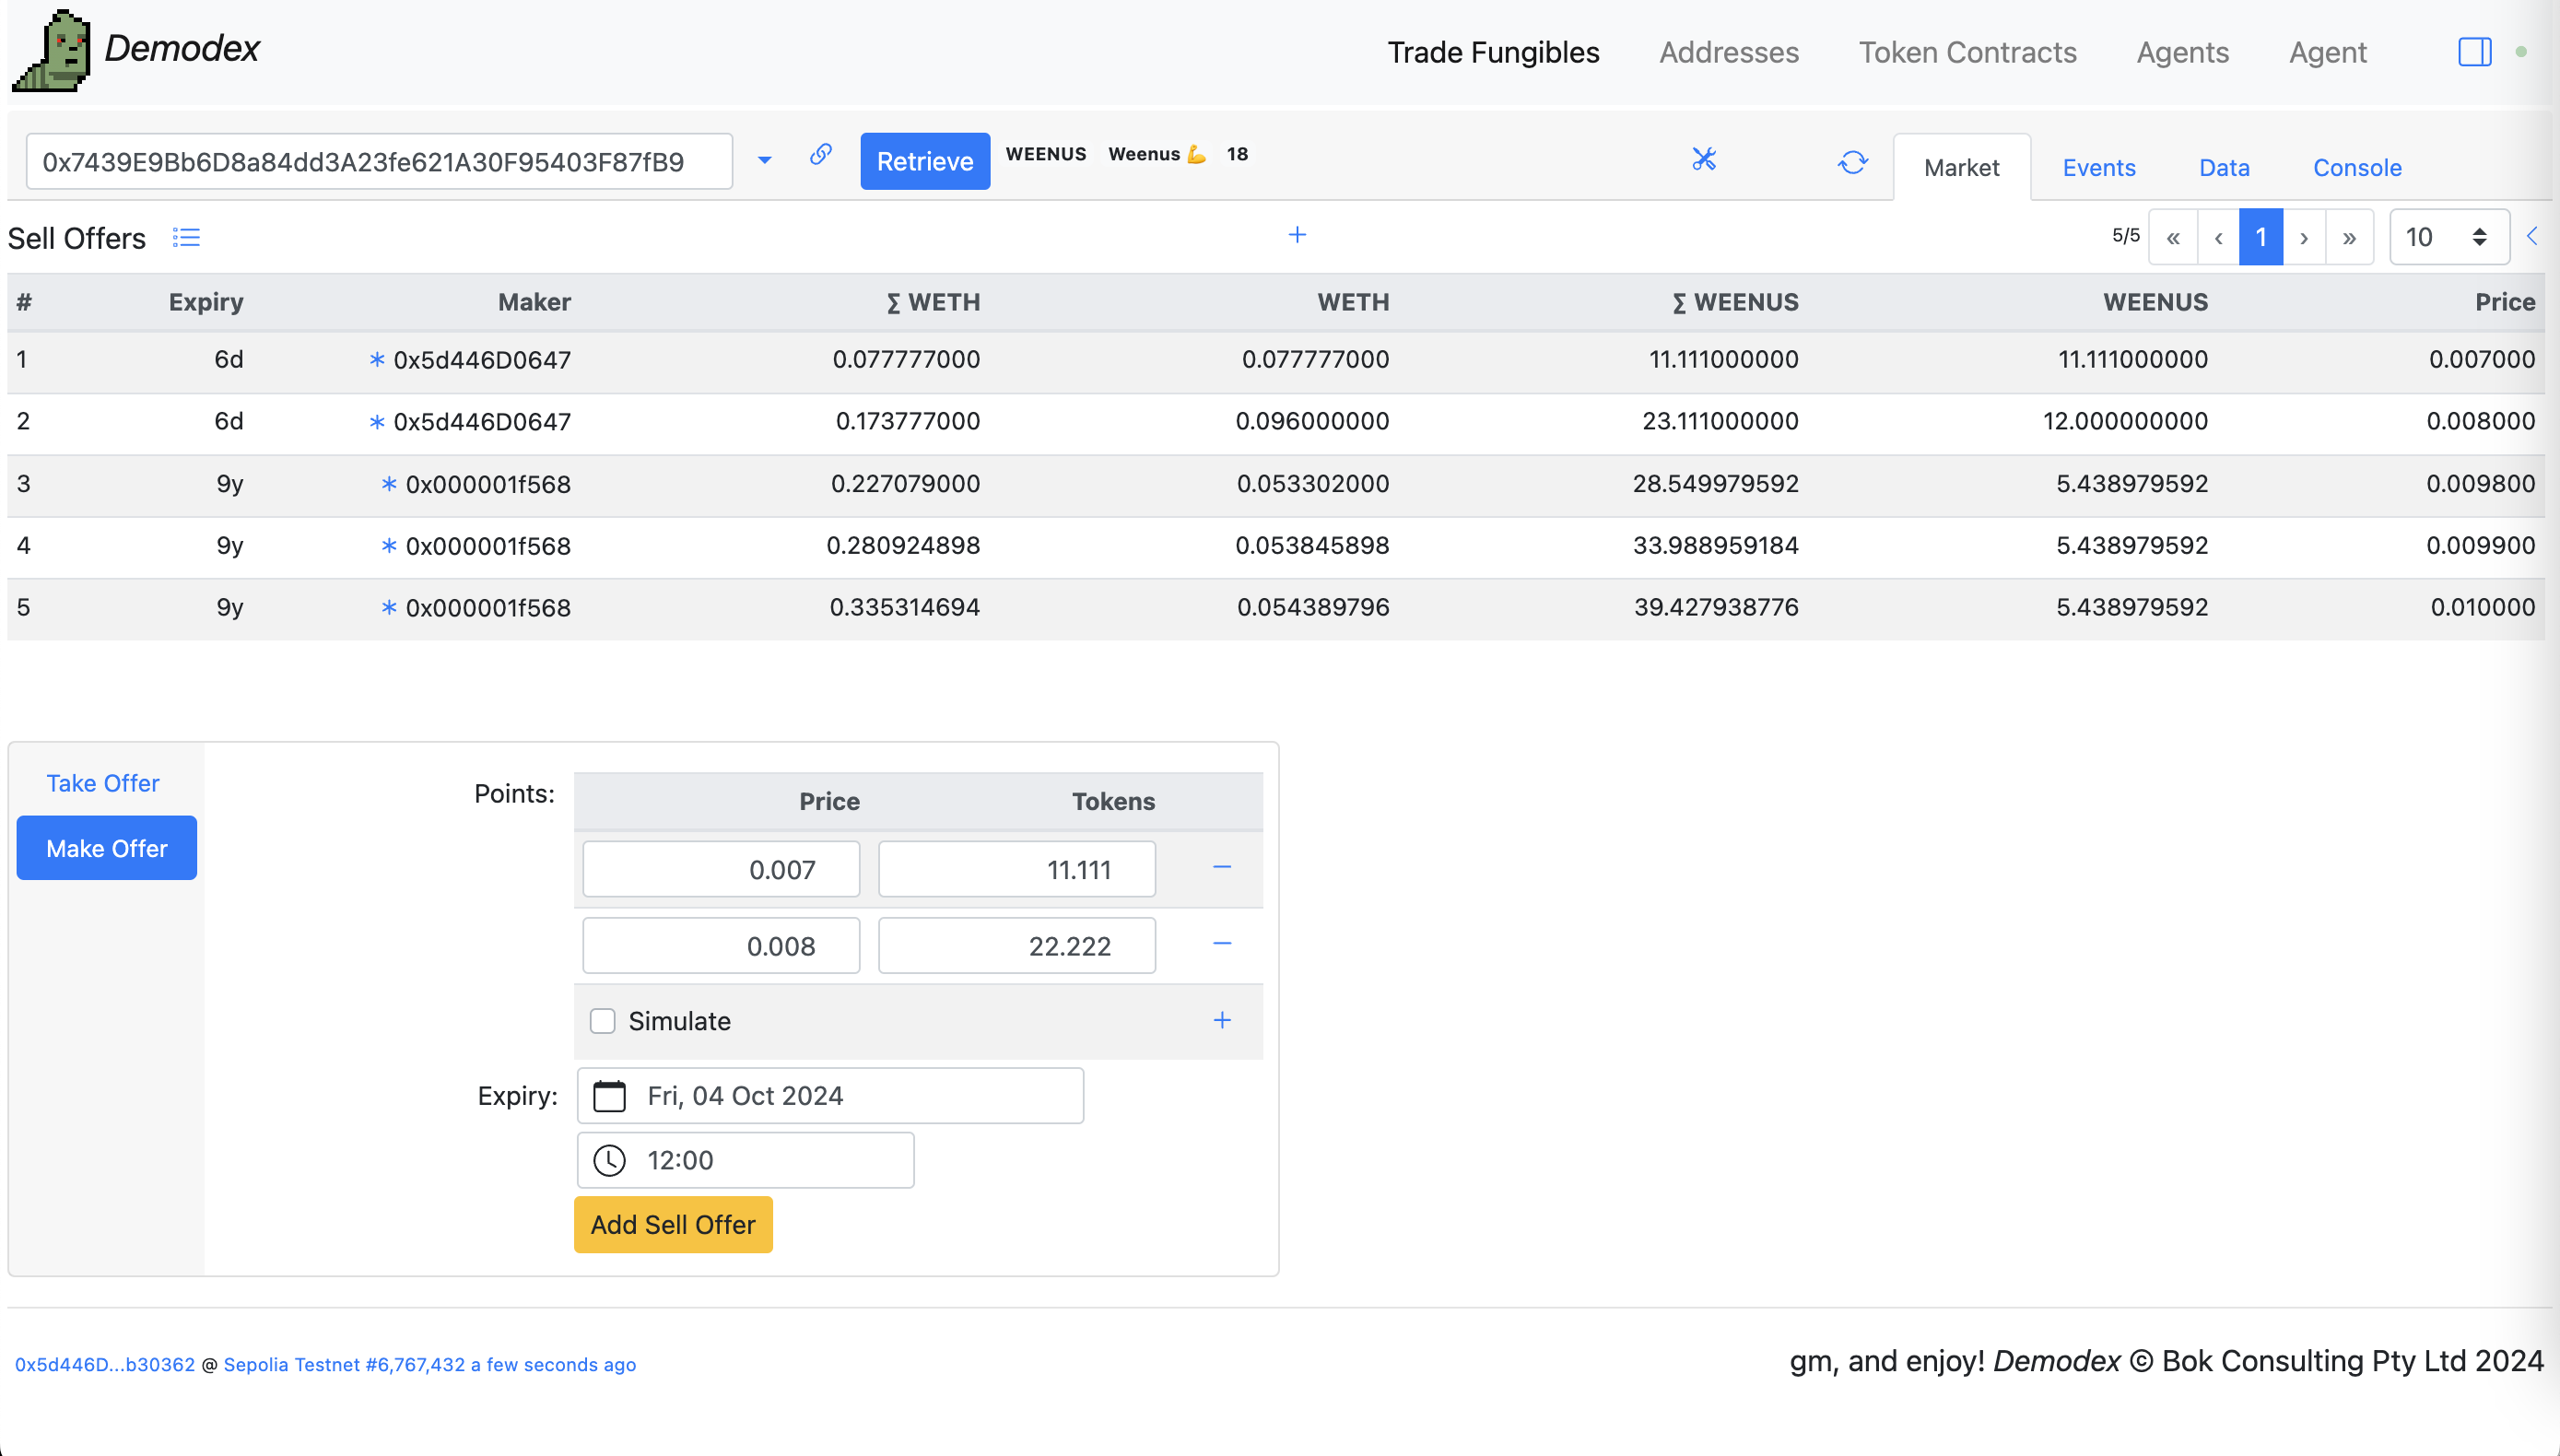 Demodex
Trade Fungibles Addresses Token Contracts Agents Agent
0x7439E9Bb6D8a84dd3A23fe621A30F95403F87fB9 Retrieve WEENUS Weenus 💪 18 Market Events Data Console
Sell Offers + 5/5 « ‹ 1 › » 10
# Expiry Maker ∑ WETH WETH ∑ WEENUS WEENUS Price
1 6d * 0x5d446D0647 0.077777000 0.077777000 11.111000000 11.111000000 0.007000
2 6d * 0x5d446D0647 0.173777000 0.096000000 23.111000000 12.000000000 0.008000
3 9y * 0x000001f568 0.227079000 0.053302000 28.549979592 5.438979592 0.009800
4 9y * 0x000001f568 0.280924898 0.053845898 33.988959184 5.438979592 0.009900
5 9y * 0x000001f568 0.335314694 0.054389796 39.427938776 5.438979592 0.010000
Take Offer
Make Offer
Points: Price Tokens
0.007 11.111 −
0.008 22.222 −
Simulate +
Expiry: Fri, 04 Oct 2024
12:00
Add Sell Offer
0x5d446D...b30362 @ Sepolia Testnet #6,767,432 a few seconds ago
gm, and enjoy! Demodex © Bok Consulting Pty Ltd 2024